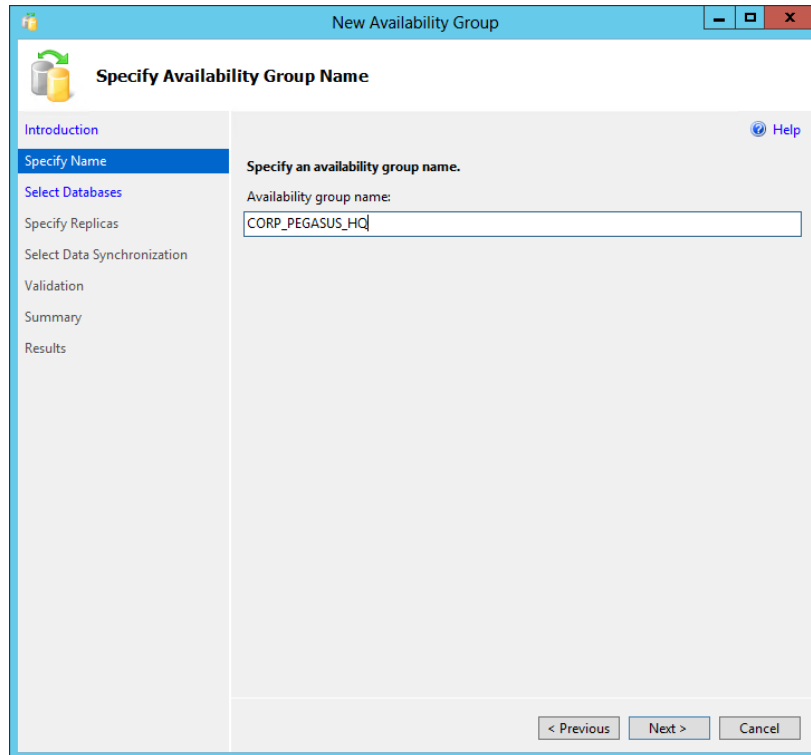 New Availability Group
Specify Availability Group Name
Introduction
Help
Specify Name
Specify an availability group name.
Select Databases
Availability group name:
Specify Replicas
CORP_PEGASUS_HQ
Select Data Synchronization
Validation
Summary
Results
< Previous
Next >
Cancel